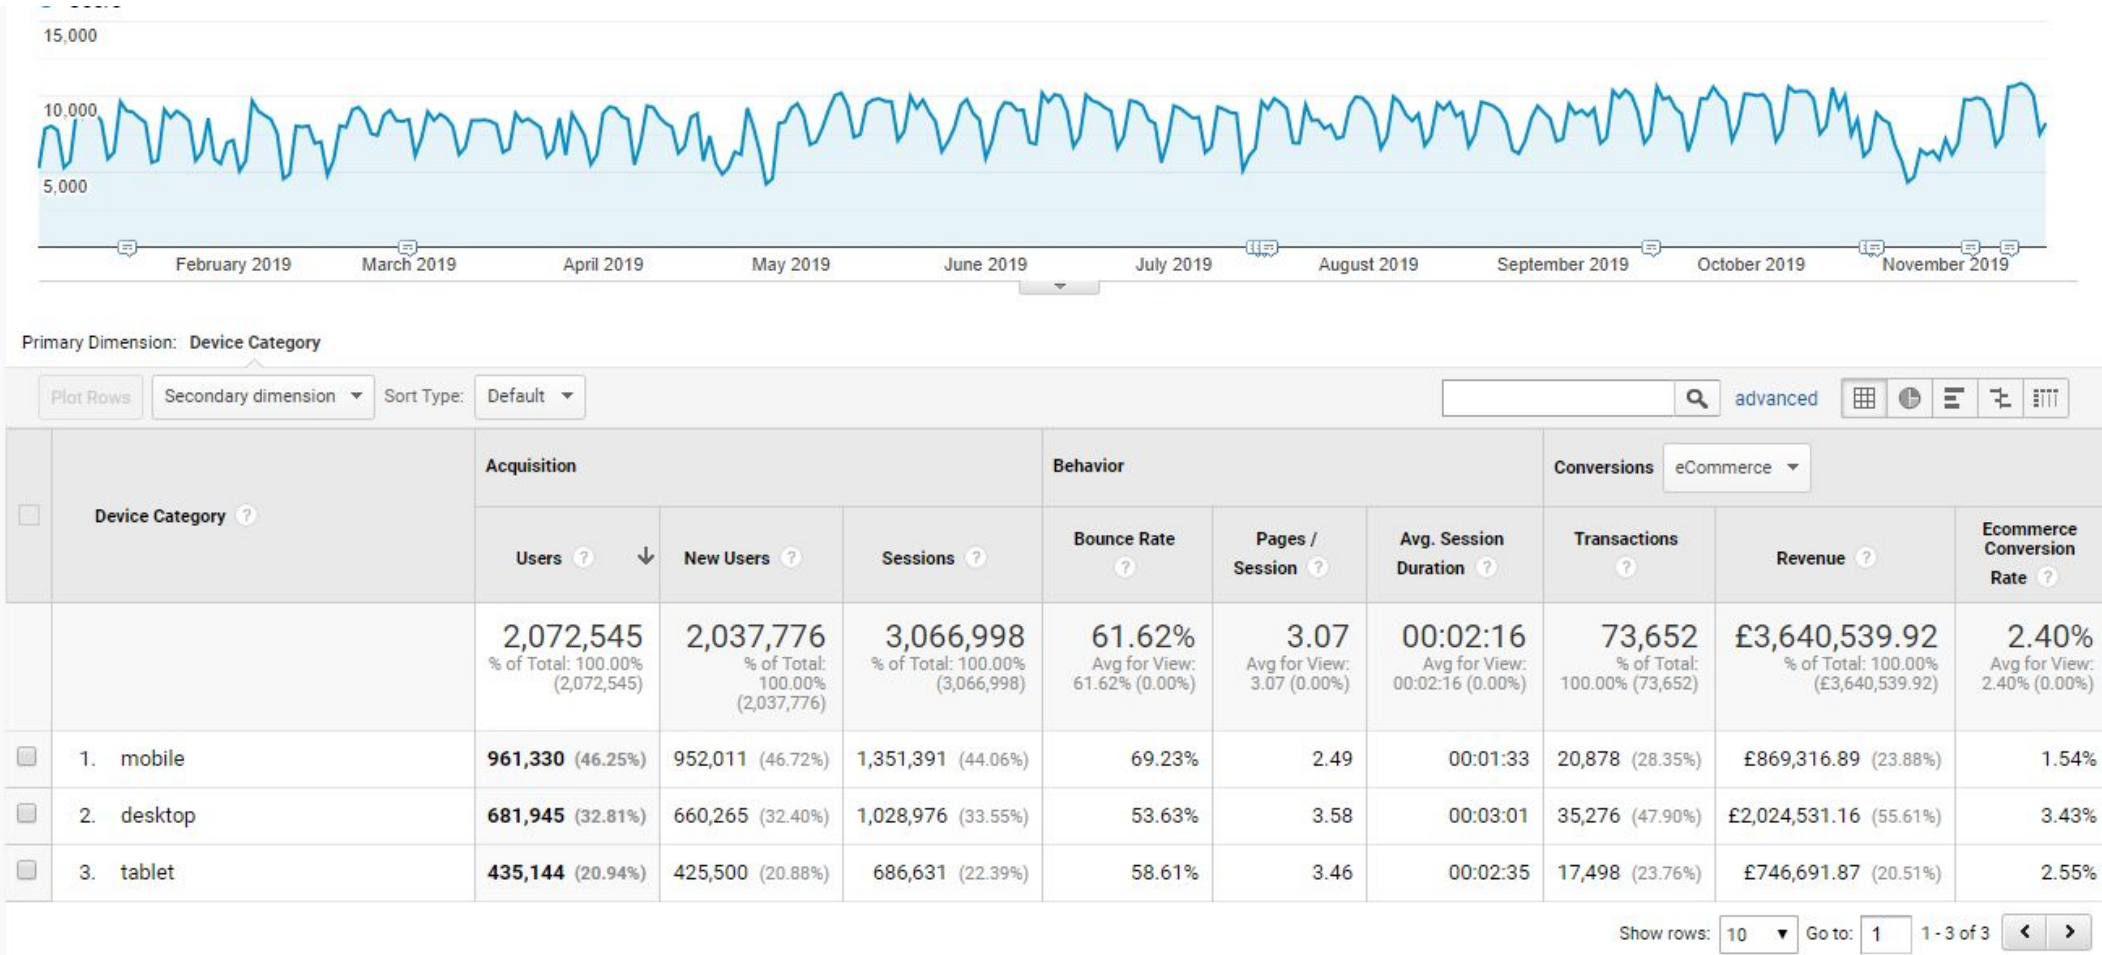 15,000
10,000
5,000
February 2019 March 2019 April 2019 May 2019 June 2019 July 2019 August 2019 September 2019 October 2019 November 2019
Primary Dimension: Device Category
Plot Rows Secondary dimension Sort Type: Default advanced
Device Category ?
Acquisition Behavior Conversions eCommerce
Users ? New Users ? Sessions ? Bounce Rate ? Pages / Session ? Avg. Session Duration ? Transactions ? Revenue ? Ecommerce Conversion Rate ?
2,072,545 % of Total: 100.00% (2,072,545)
2,037,776 % of Total: 100.00% (2,037,776)
3,066,998 % of Total: 100.00% (3,066,998)
61.62% Avg for View: 61.62% (0.00%)
3.07 Avg for View: 3.07 (0.00%)
00:02:16 Avg for View: 00:02:16 (0.00%)
73,652 % of Total: 100.00% (73,652)
£3,640,539.92 % of Total: 100.00% (£3,640,539.92)
2.40% Avg for View: 2.40% (0.00%)
1. mobile 961,330 (46.25%) 952,011 (46.72%) 1,351,391 (44.06%) 69.23% 2.49 00:01:33 20,878 (28.35%) £869,316.89 (23.88%) 1.54%
2. desktop 681,945 (32.81%) 660,265 (32.40%) 1,028,976 (33.55%) 53.63% 3.58 00:03:01 35,276 (47.90%) £2,024,531.16 (55.61%) 3.43%
3. tablet 435,144 (20.94%) 425,500 (20.88%) 686,631 (22.39%) 58.61% 3.46 00:02:35 17,498 (23.76%) £746,691.87 (20.51%) 2.55%
Show rows: 10 Go to: 1 1 - 3 of 3